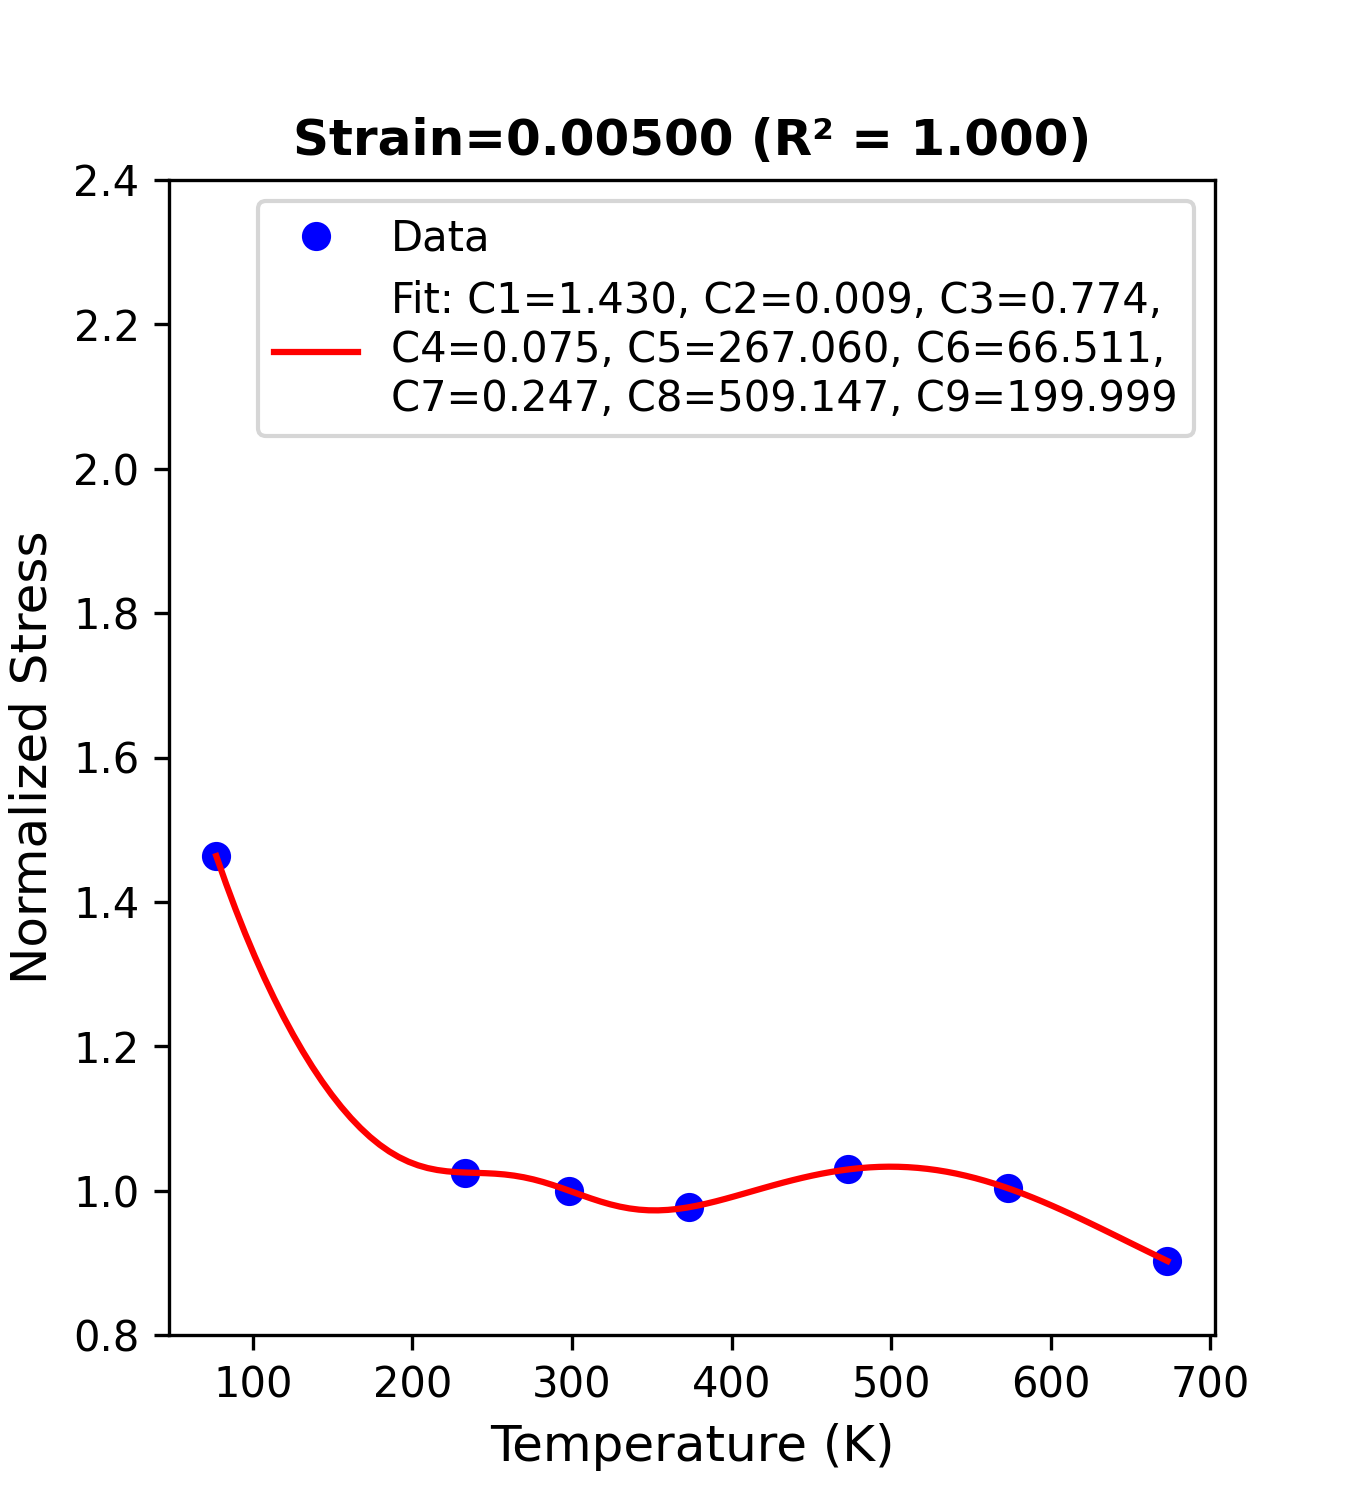 Strain=0.00500 (R² = 1.000)
Data
Fit: C1=1.430, C2=0.009, C3=0.774,
C4=0.075, C5=267.060, C6=66.511,
C7=0.247, C8=509.147, C9=199.999
2.4
2.2
2.0
1.8
1.6
1.4
1.2
1.0
0.8
Normalized Stress
100 200 300 400 500 600 700
Temperature (K)